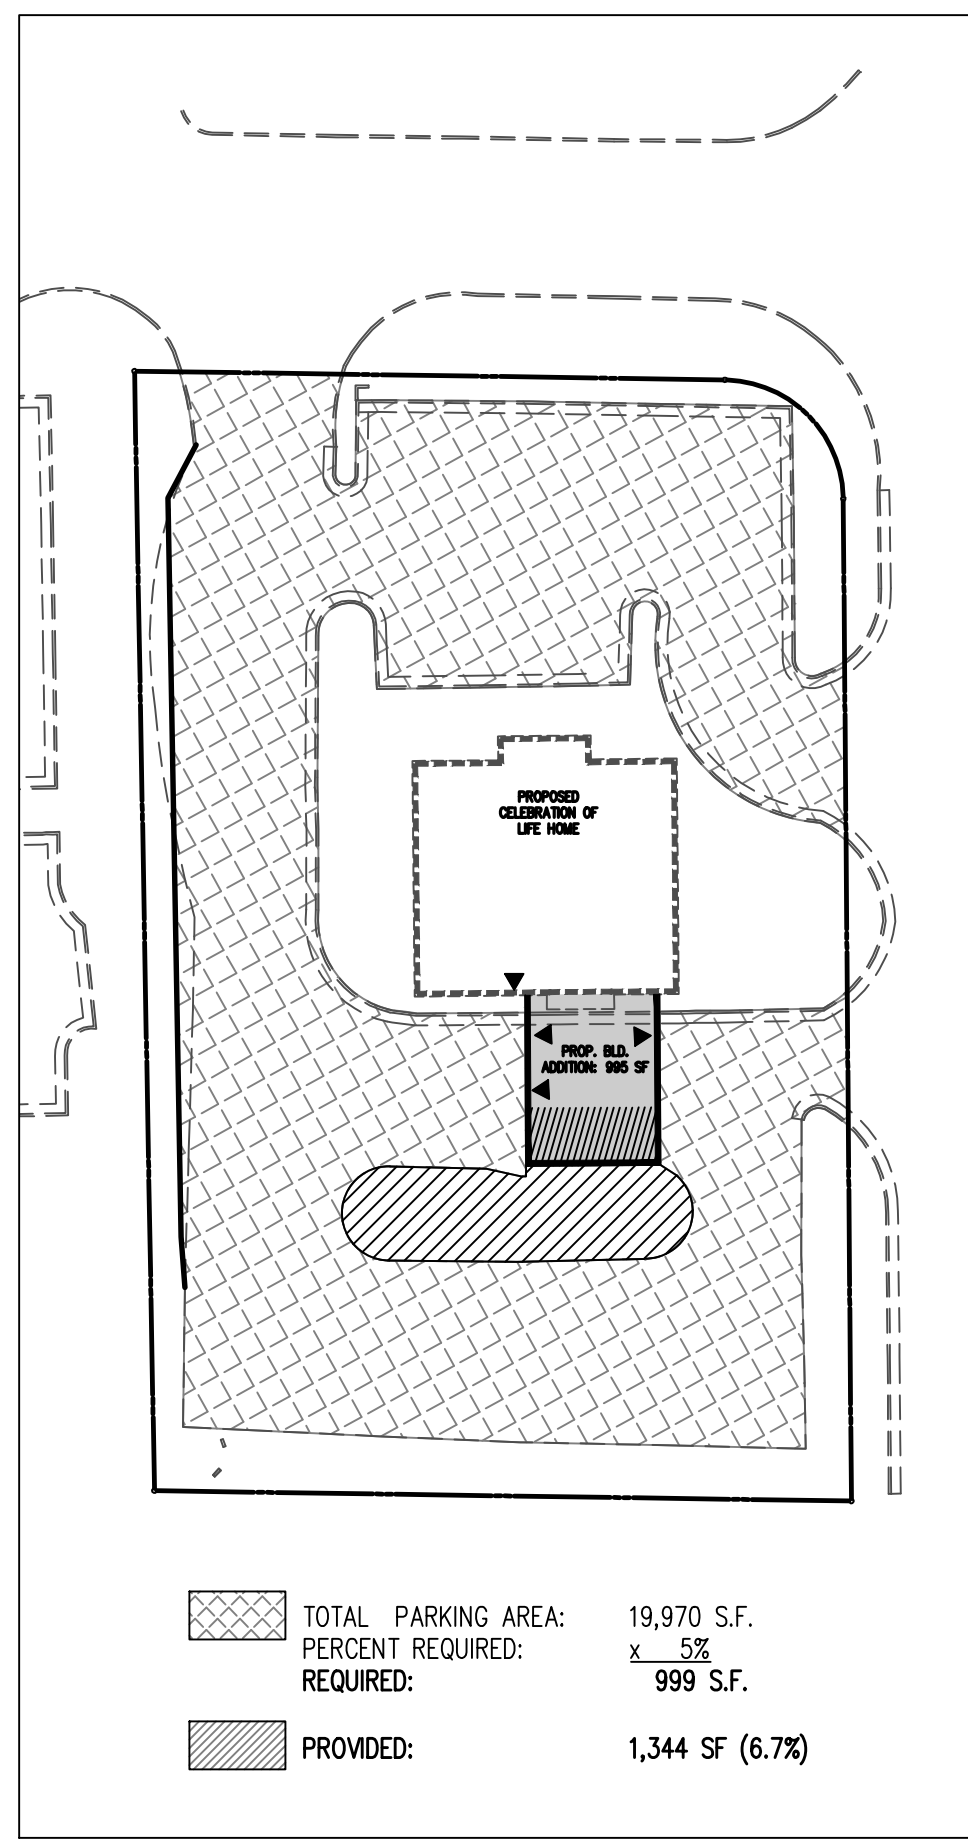 PROPOSED
CELEBRATION OF
LIFE HOME
PROP. BLD.
ADDITION: 995 SF
TOTAL PARKING AREA: 19,970 S.F.
PERCENT REQUIRED: x 5%
REQUIRED: 999 S.F.
PROVIDED: 1,344 SF (6.7%)